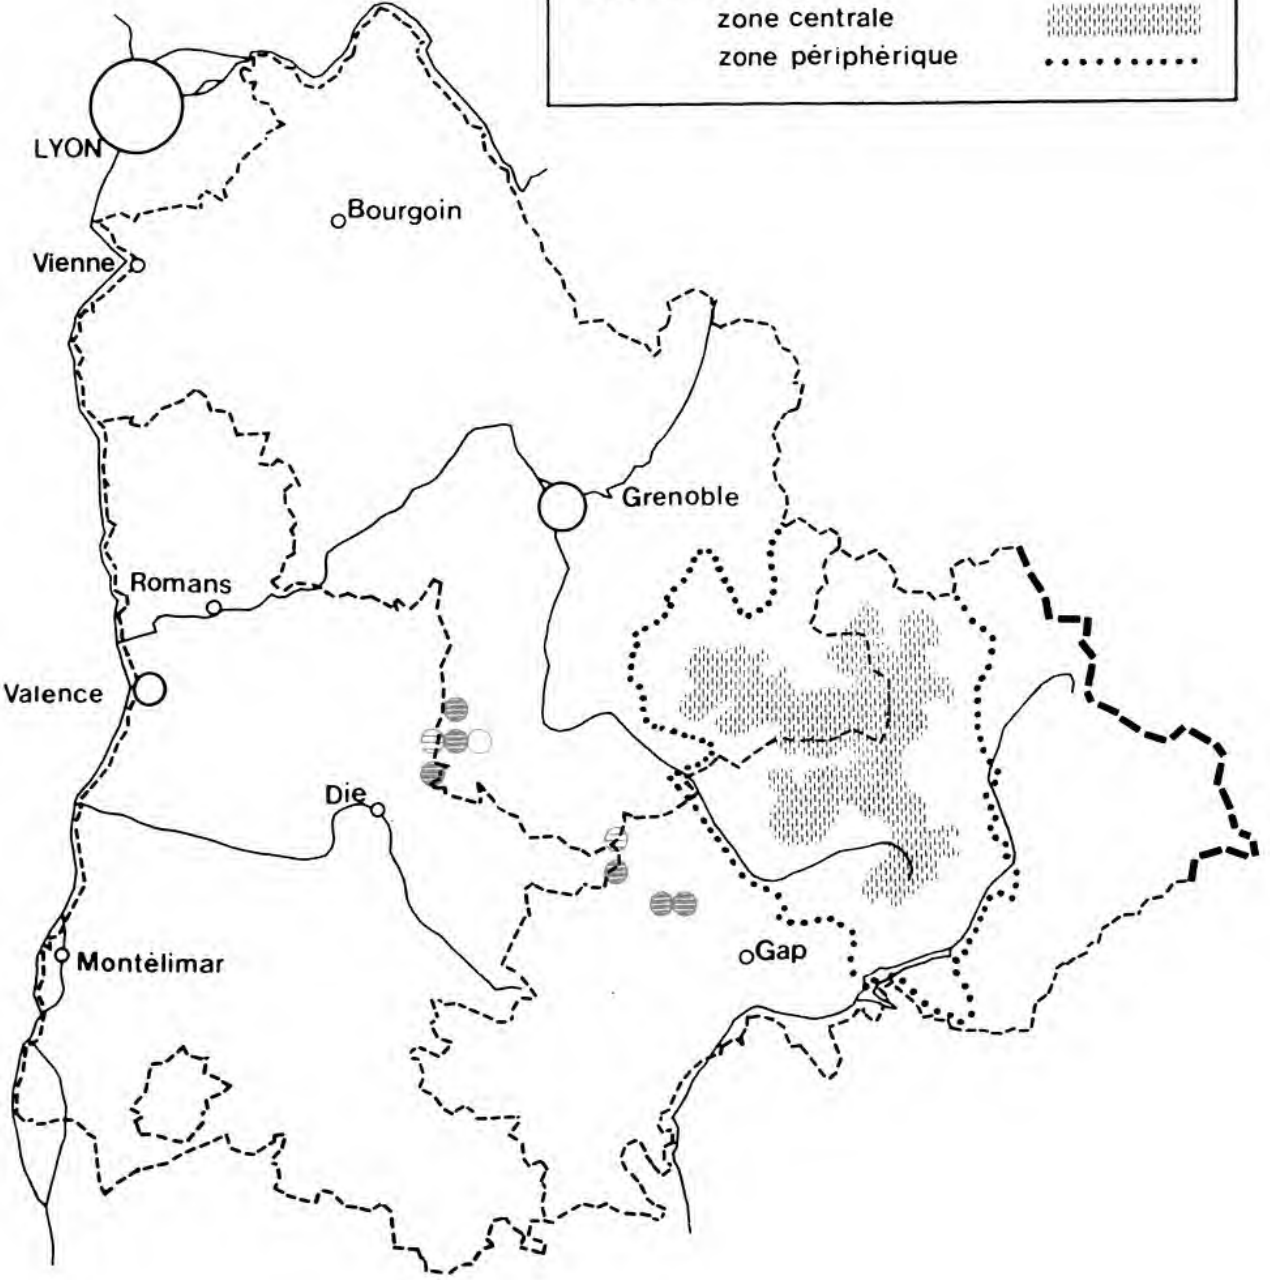 zone centrale
zone périphérique
LYON
Bourgoin
Vienne
Grenoble
Romans
Valence
Die
Gap
Montélimar